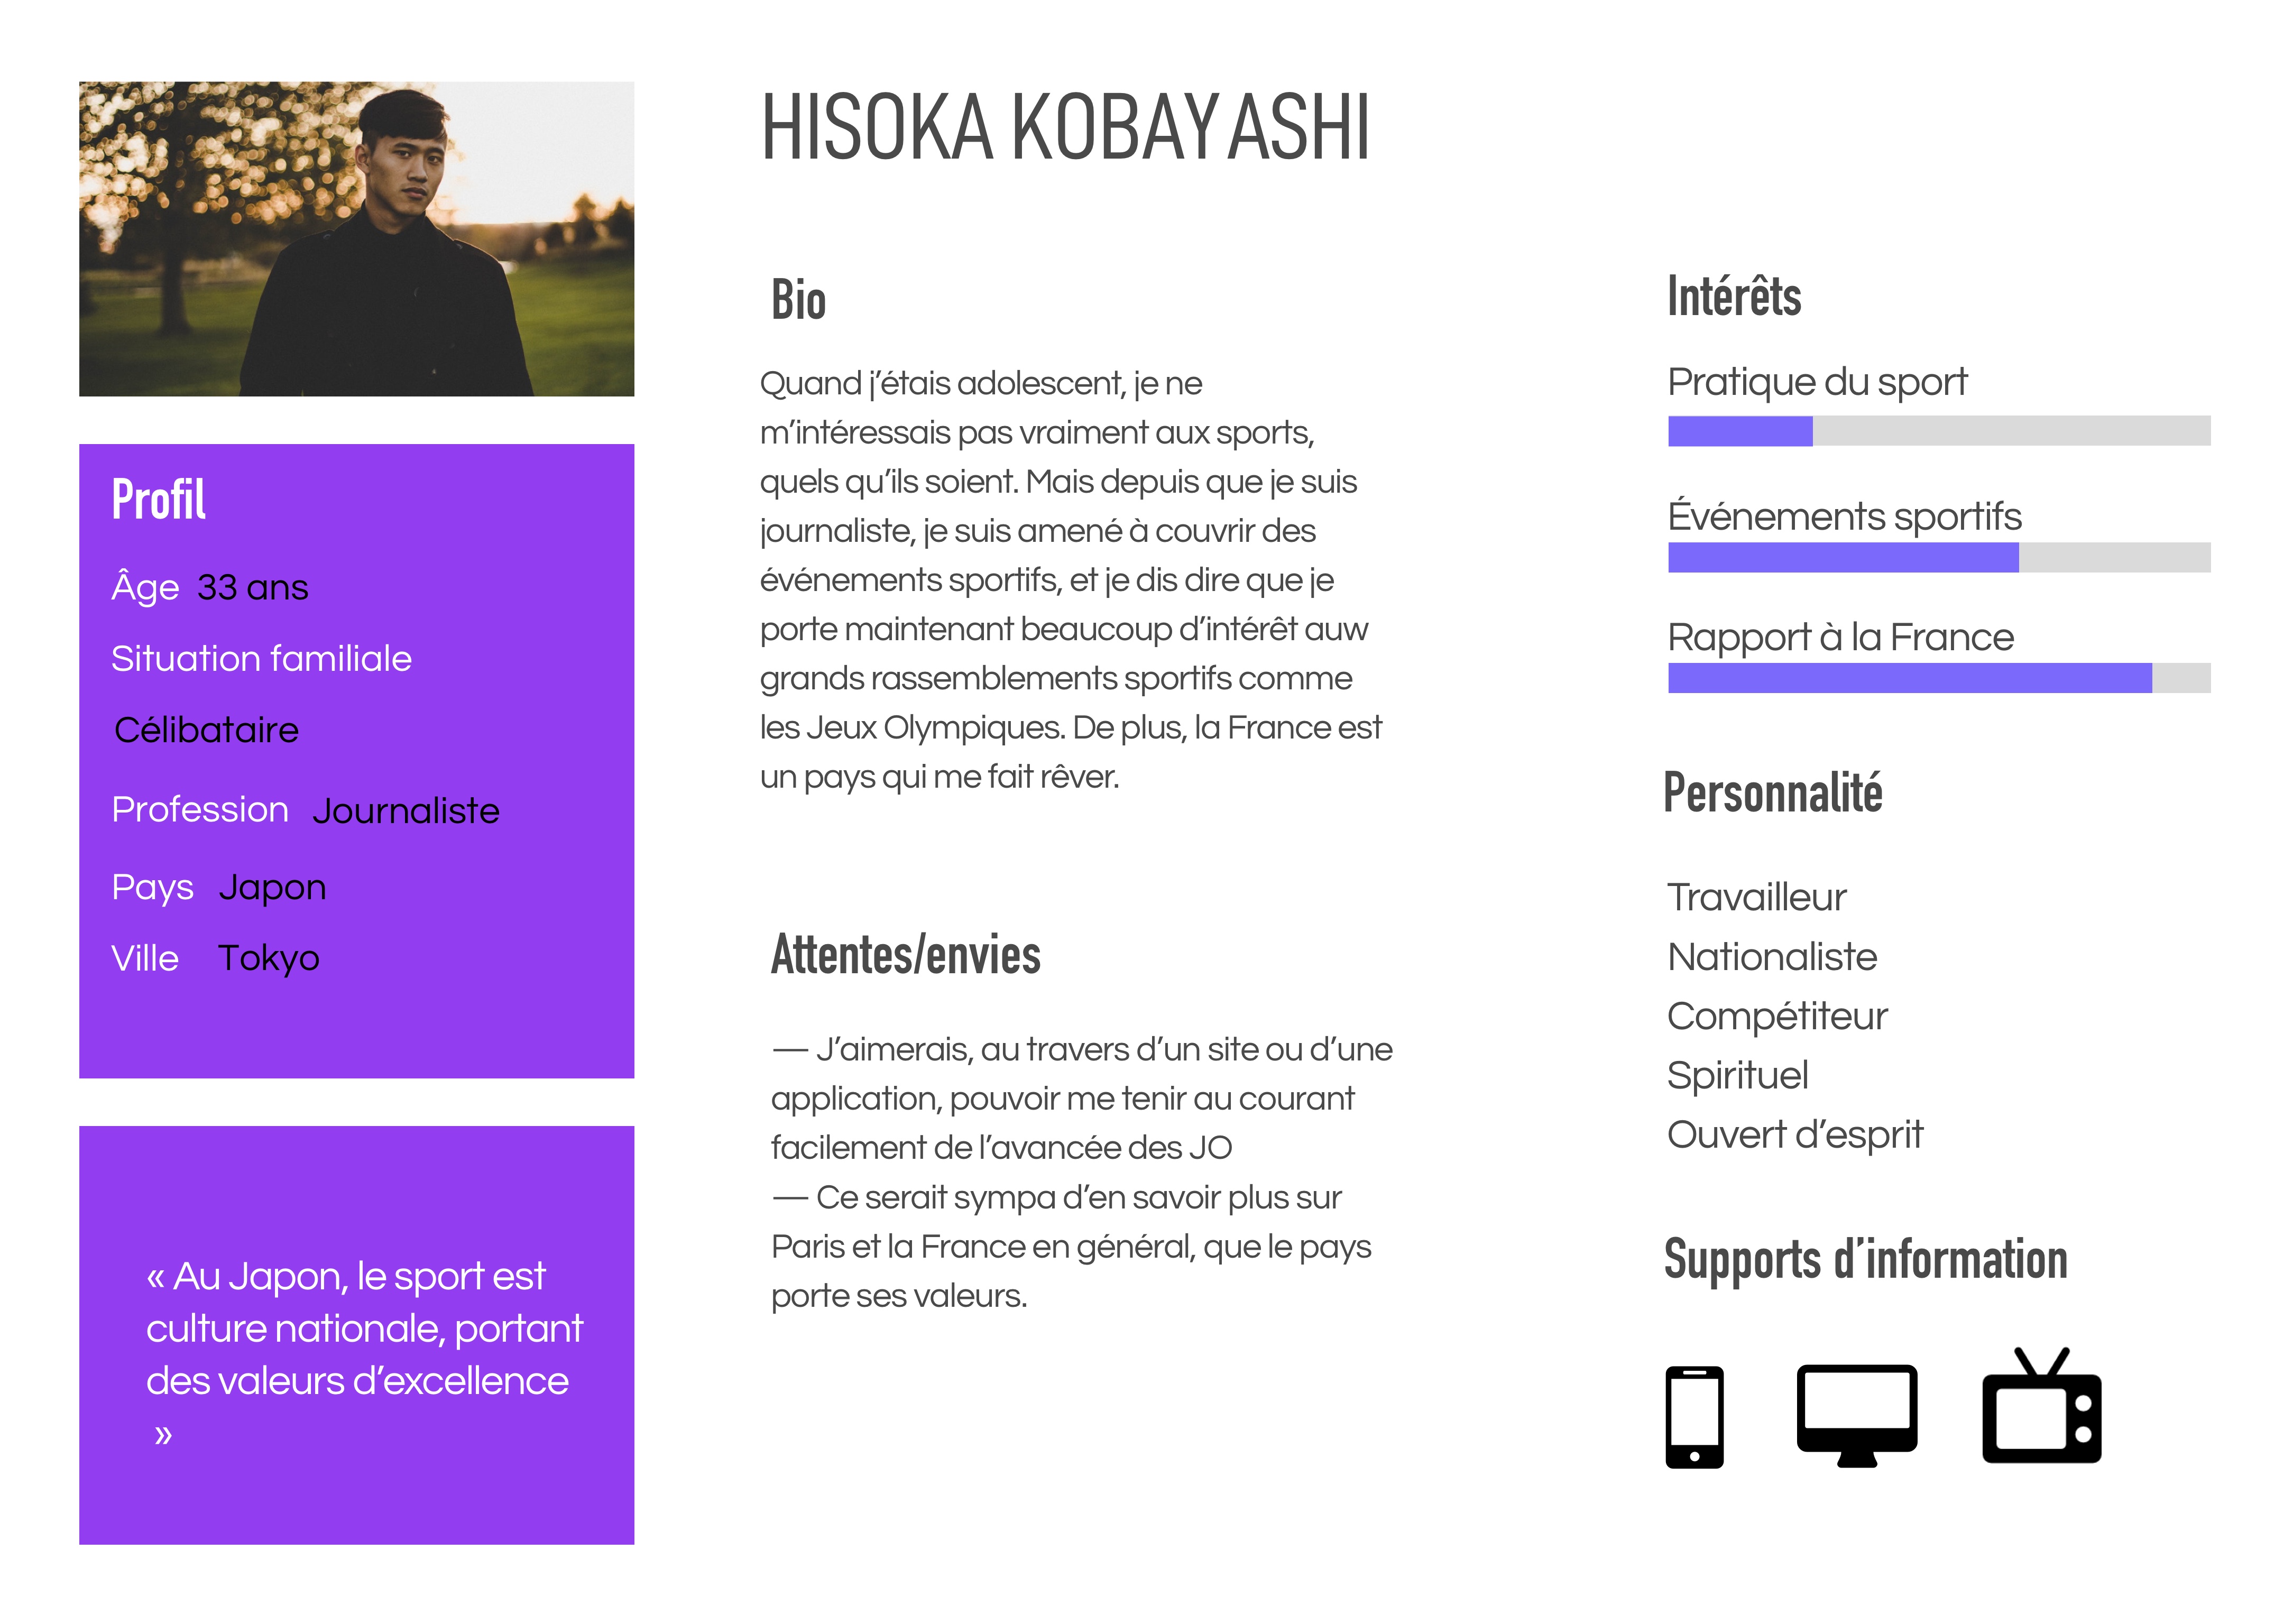 HISOKA KOBAYASHI
Profil
Âge 33 ans
Situation familiale
Célibataire
Profession Journaliste
Pays Japon
Ville Tokyo
« Au Japon, le sport est
culture nationale, portant
des valeurs d’excellence
»
Bio
Quand j’étais adolescent, je ne
m’intéressais pas vraiment aux sports,
quels qu’ils soient. Mais depuis que je suis
journaliste, je suis amené à couvrir des
événements sportifs, et je dis dire que je
porte maintenant beaucoup d’intérêt auw
grands rassemblements sportifs comme
les Jeux Olympiques. De plus, la France est
un pays qui me fait rêver.
Attentes/envies
— J’aimerais, au travers d’un site ou d’une
application, pouvoir me tenir au courant
facilement de l’avancée des JO
— Ce serait sympa d’en savoir plus sur
Paris et la France en général, que le pays
porte ses valeurs.
Intérêts
Pratique du sport
Événements sportifs
Rapport à la France
Personnalité
Travailleur
Nationaliste
Compétiteur
Spirituel
Ouvert d’esprit
Supports d’information